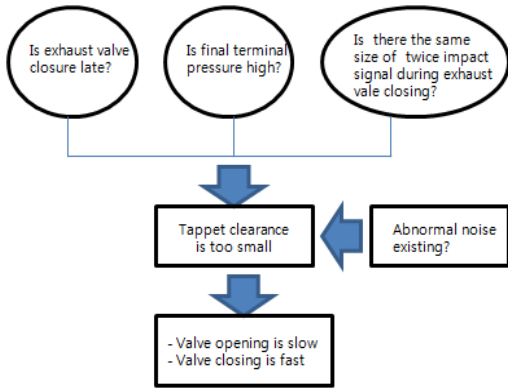 Is exhaust valve
closure late?
Is final terminal
pressure high?
Is there the same
size of twice impact
signal during exhaust
vale closing?
Tappet clearance
is too small
Abnormal noise
existing?
- Valve opening is slow
- Valve closing is fast